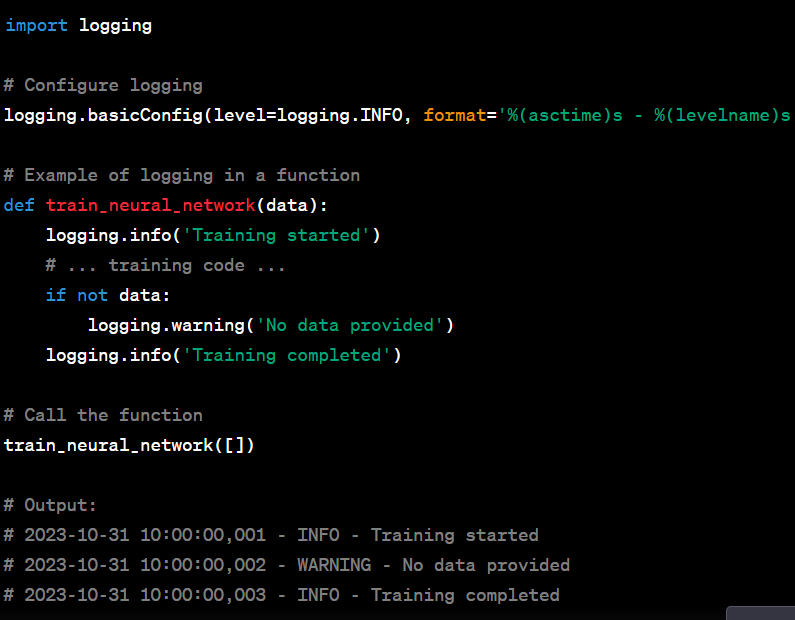 import logging

# Configure logging
logging.basicConfig(level=logging.INFO, format='%(asctime)s - %(levelname)s

# Example of logging in a function
def train_neural_network(data):
    logging.info('Training started')
    # ... training code ...
    if not data:
        logging.warning('No data provided')
    logging.info('Training completed')

# Call the function
train_neural_network([])

# Output:
# 2023-10-31 10:00:00,001 - INFO - Training started
# 2023-10-31 10:00:00,002 - WARNING - No data provided
# 2023-10-31 10:00:00,003 - INFO - Training completed